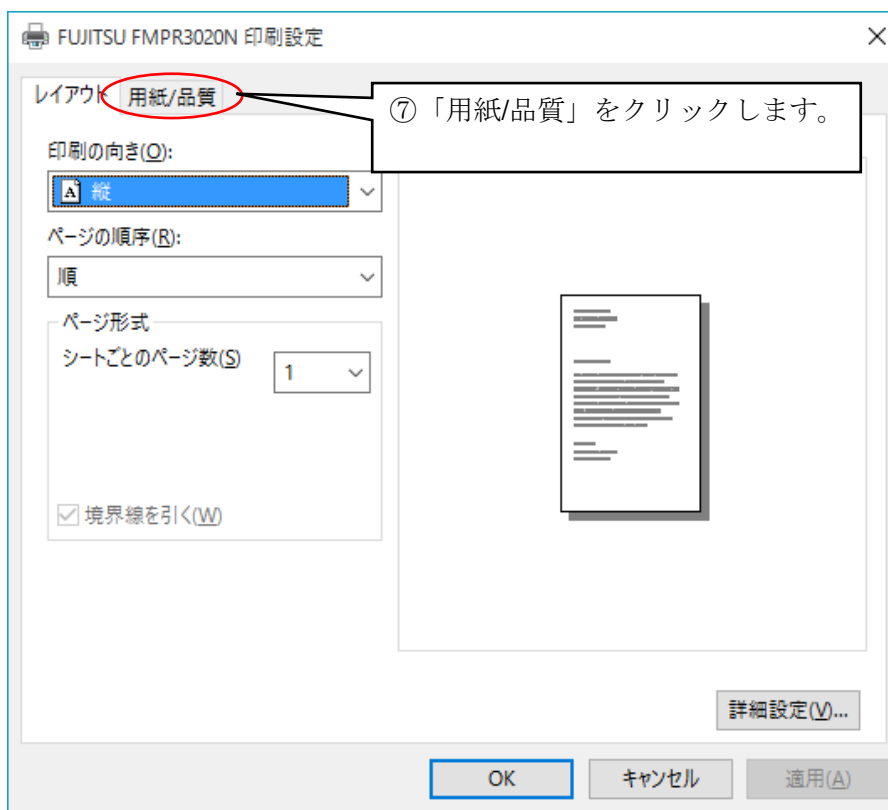 FUJITSU FMPR3020N 印刷設定
レイアウト 用紙/品質
⑦「用紙/品質」をクリックします。
印刷の向き(O):
縦
ページの順序(R):
順
ページ形式
シートごとのページ数(S)
1
境界線を引く(W)
詳細設定(V)...
OK キャンセル 適用(A)